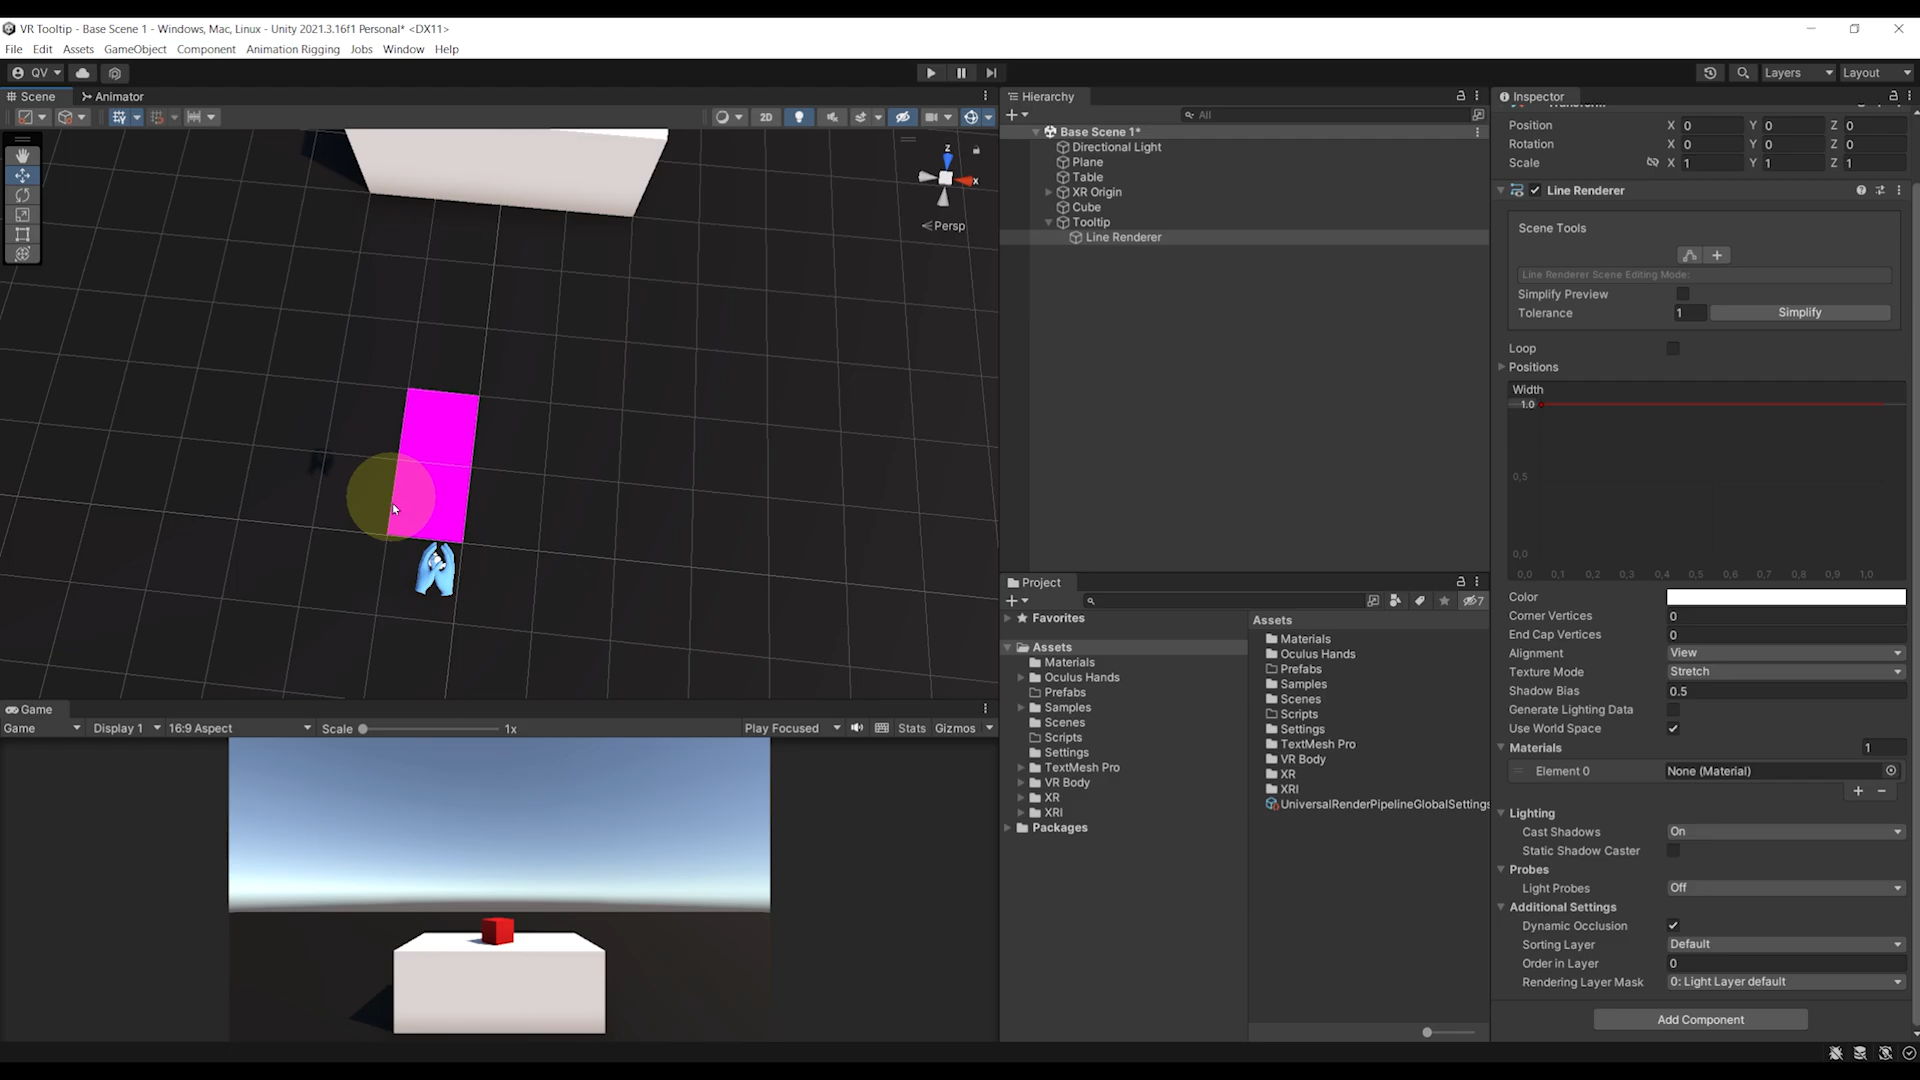 VR Tooltip - Base Scene 1 - Windows, Mac, Linux - Unity 2021.3.16f1 Personal* <DX11>
File Edit Assets GameObject Component Animation Rigging Jobs Window Help
QV Layers Layout
Scene Animator
2D
z
x
Persp
Hierarchy
All
Base Scene 1*
Directional Light
Plane
Table
XR Origin
Cube
Tooltip
Line Renderer
Inspector
Position X 0 Y 0 Z 0
Rotation X 0 Y 0 Z 0
Scale X 1 Y 1 Z 1
Line Renderer
Scene Tools
Line Renderer Scene Editing Mode:
Simplify Preview
Tolerance 1 Simplify
Loop
Positions
Width
1.0
0,5
0,0
0,0 0,1 0,2 0,3 0,4 0,5 0,6 0,7 0,8 0,9 1,0
Color
Corner Vertices 0
End Cap Vertices 0
Alignment View
Texture Mode Stretch
Shadow Bias 0.5
Generate Lighting Data
Use World Space
Materials 1
Element 0 None (Material)
Lighting
Cast Shadows On
Static Shadow Caster
Probes
Light Probes Off
Additional Settings
Dynamic Occlusion
Sorting Layer Default
Order in Layer 0
Rendering Layer Mask 0: Light Layer default
Add Component
Project
7
Favorites
Assets
Materials
Oculus Hands
Prefabs
Samples
Scenes
Scripts
Settings
TextMesh Pro
VR Body
XR
XRI
Packages
Assets
Materials
Oculus Hands
Prefabs
Samples
Scenes
Scripts
Settings
TextMesh Pro
VR Body
XR
XRI
UniversalRenderPipelineGlobalSettings
Game
Game Display 1 16:9 Aspect Scale 1x Play Focused Stats Gizmos